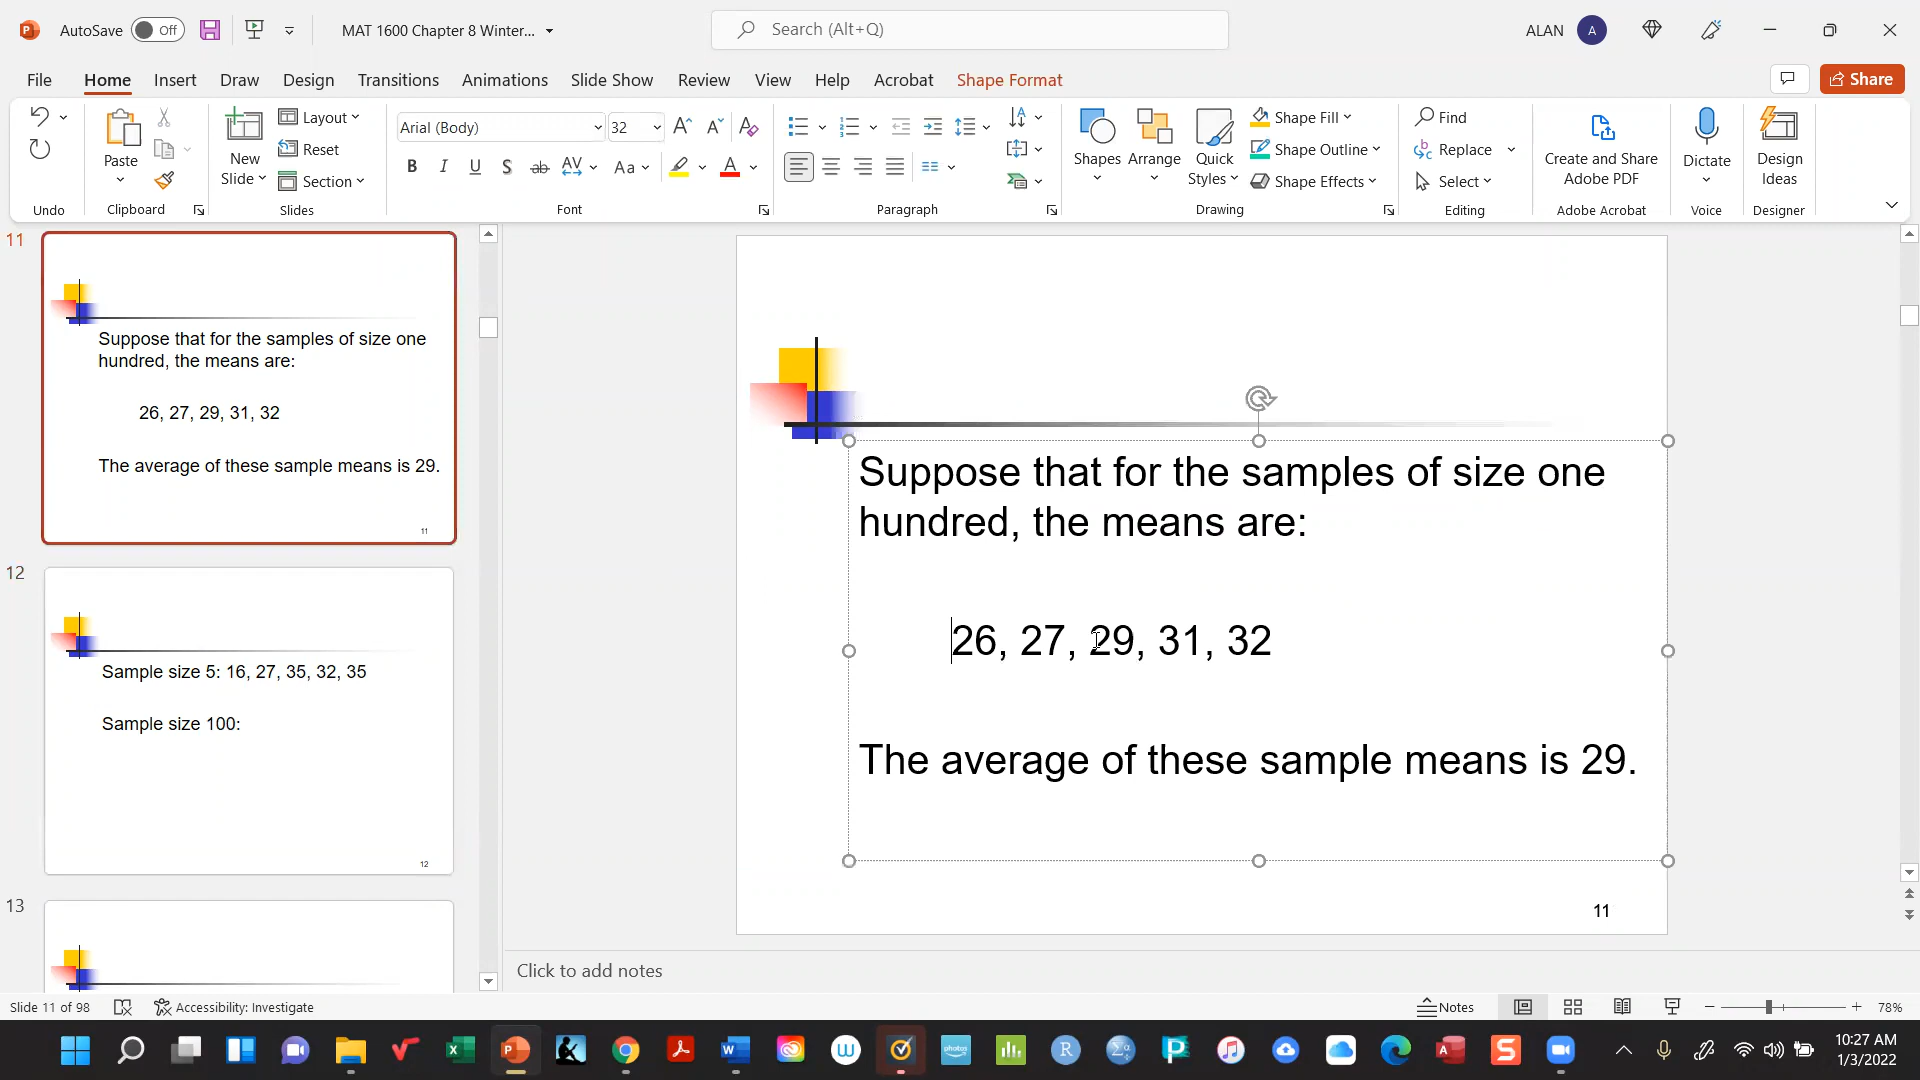 AutoSave Off MAT 1600 Chapter 8 Winter... Search (Alt+Q) ALAN A
File Home Insert Draw Design Transitions Animations Slide Show Review View Help Acrobat Shape Format Share
Paste
New
Slide
Layout
Reset
Section
Arial (Body) 32
B I U S ab AV Aa A
Shapes Arrange Quick
Styles
Shape Fill
Shape Outline
Shape Effects
Find
Replace
Select
Create and Share
Adobe PDF
Dictate
Design
Ideas
Undo Clipboard Slides Font Paragraph Drawing Editing Adobe Acrobat Voice Designer
11
Suppose that for the samples of size one
hundred, the means are:
26, 27, 29, 31, 32
The average of these sample means is 29.
11
12
Sample size 5: 16, 27, 35, 32, 35
Sample size 100:
12
13
Suppose that for the samples of size one
hundred, the means are:
26, 27, 29, 31, 32
The average of these sample means is 29.
11
Click to add notes
Slide 11 of 98 Accessibility: Investigate Notes 78%
10:27 AM
1/3/2022